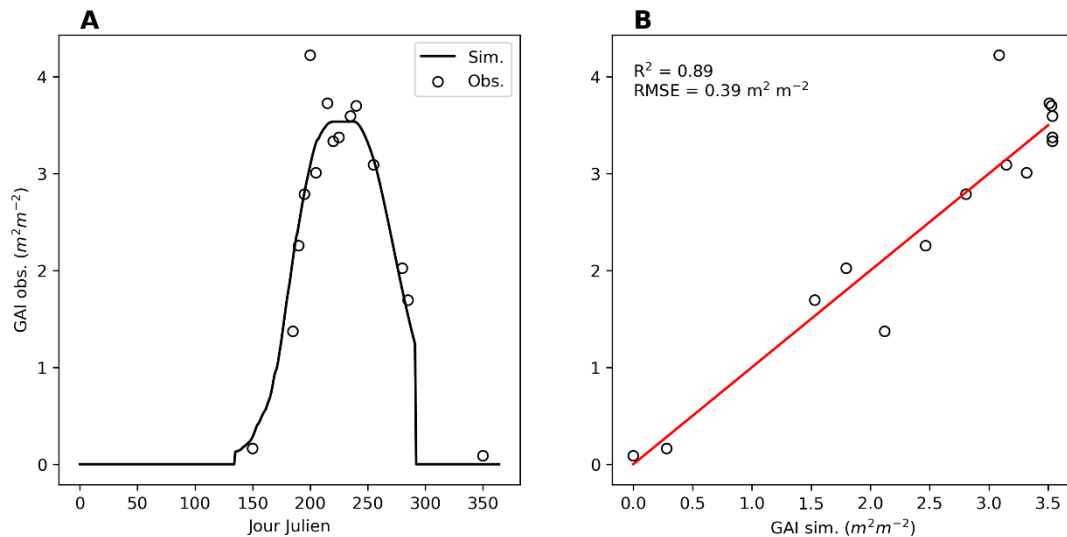 A
GAI obs. (m²m⁻²)
4
3
2
1
0
Sim.
Obs.
0 50 100 150 200 250 300 350
Jour Julien
B
R² = 0.89
RMSE = 0.39 m² m⁻²
4
3
2
1
0
0.0 0.5 1.0 1.5 2.0 2.5 3.0 3.5
GAI sim. (m²m⁻²)